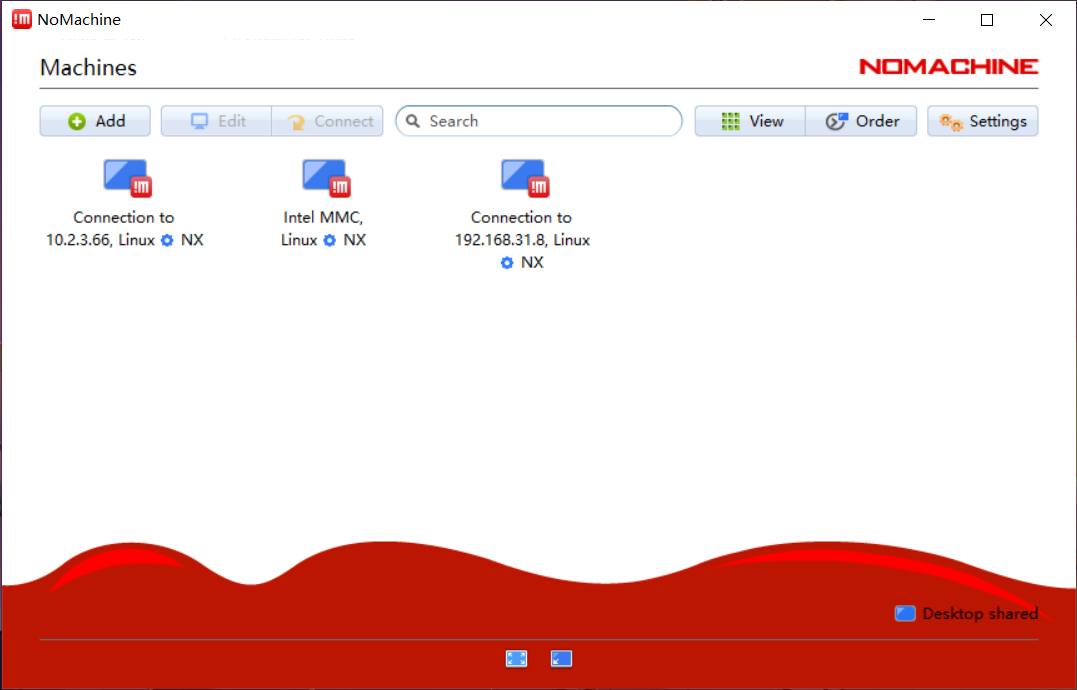 !m NoMachine
Machines
NOMACHINE
Add
Edit
Connect
Search
View
Order
Settings
!m
!m
!m
Connection to
10.2.3.66, Linux NX
Intel MMC,
Linux NX
Connection to
192.168.31.8, Linux
NX
Desktop shared